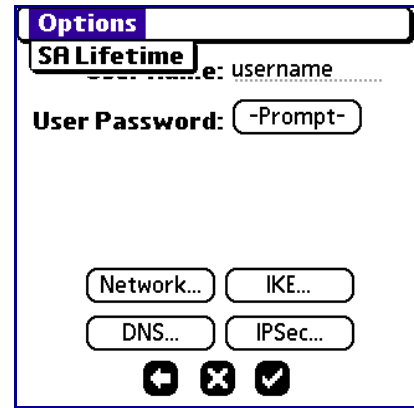 Options
SA Lifetime
e: username
User Password: -Prompt-
Network... IKE...
DNS... IPSec...